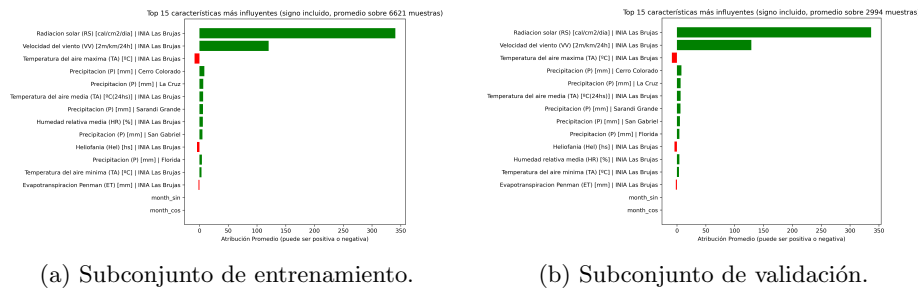 Top 15 características más influyentes (signo incluido, promedio sobre 6621 muestras)
Radiacion solar (RS) [cal/cm2/dia] | INIA Las Brujas
Velocidad del viento (VV) [2m/km/24h] | INIA Las Brujas
Temperatura del aire maxima (TA) [ºC] | INIA Las Brujas
Precipitacion (P) [mm] | Cerro Colorado
Precipitacion (P) [mm] | La Cruz
Temperatura del aire media (TA) [ºC(24hs)] | INIA Las Brujas
Precipitacion (P) [mm] | Sarandi Grande
Humedad relativa media (HR) [%] | INIA Las Brujas
Precipitacion (P) [mm] | San Gabriel
Heliofania (Hel) [hs] | INIA Las Brujas
Precipitacion (P) [mm] | Florida
Temperatura del aire minima (TA) [ºC] | INIA Las Brujas
Evapotranspiracion Penman (ET) [mm] | INIA Las Brujas
month_sin
month_cos
0 50 100 150 200 250 300 350
Atribución Promedio (puede ser positiva o negativa)
(a) Subconjunto de entrenamiento.
Top 15 características más influyentes (signo incluido, promedio sobre 2994 muestras)
Radiacion solar (RS) [cal/cm2/dia] | INIA Las Brujas
Velocidad del viento (VV) [2m/km/24h] | INIA Las Brujas
Temperatura del aire maxima (TA) [ºC] | INIA Las Brujas
Precipitacion (P) [mm] | Cerro Colorado
Precipitacion (P) [mm] | La Cruz
Temperatura del aire media (TA) [ºC(24hs)] | INIA Las Brujas
Precipitacion (P) [mm] | Sarandi Grande
Precipitacion (P) [mm] | San Gabriel
Precipitacion (P) [mm] | Florida
Heliofania (Hel) [hs] | INIA Las Brujas
Humedad relativa media (HR) [%] | INIA Las Brujas
Temperatura del aire minima (TA) [ºC] | INIA Las Brujas
Evapotranspiracion Penman (ET) [mm] | INIA Las Brujas
month_sin
month_cos
0 50 100 150 200 250 300 350
Atribución Promedio (puede ser positiva o negativa)
(b) Subconjunto de validación.